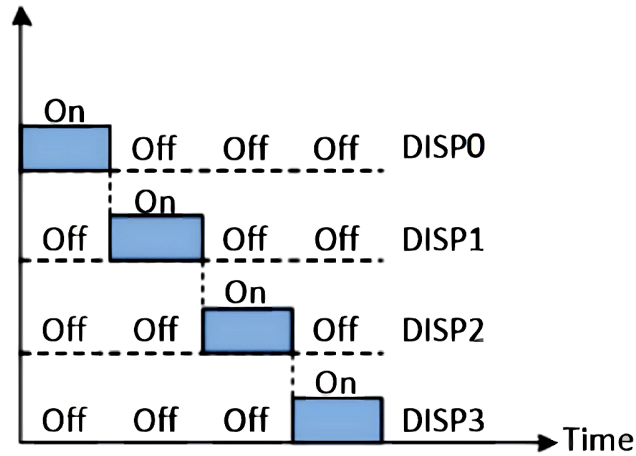 On
Off Off Off DISP0
On
Off Off Off DISP1
On
Off Off Off DISP2
On
Off Off Off DISP3
Time